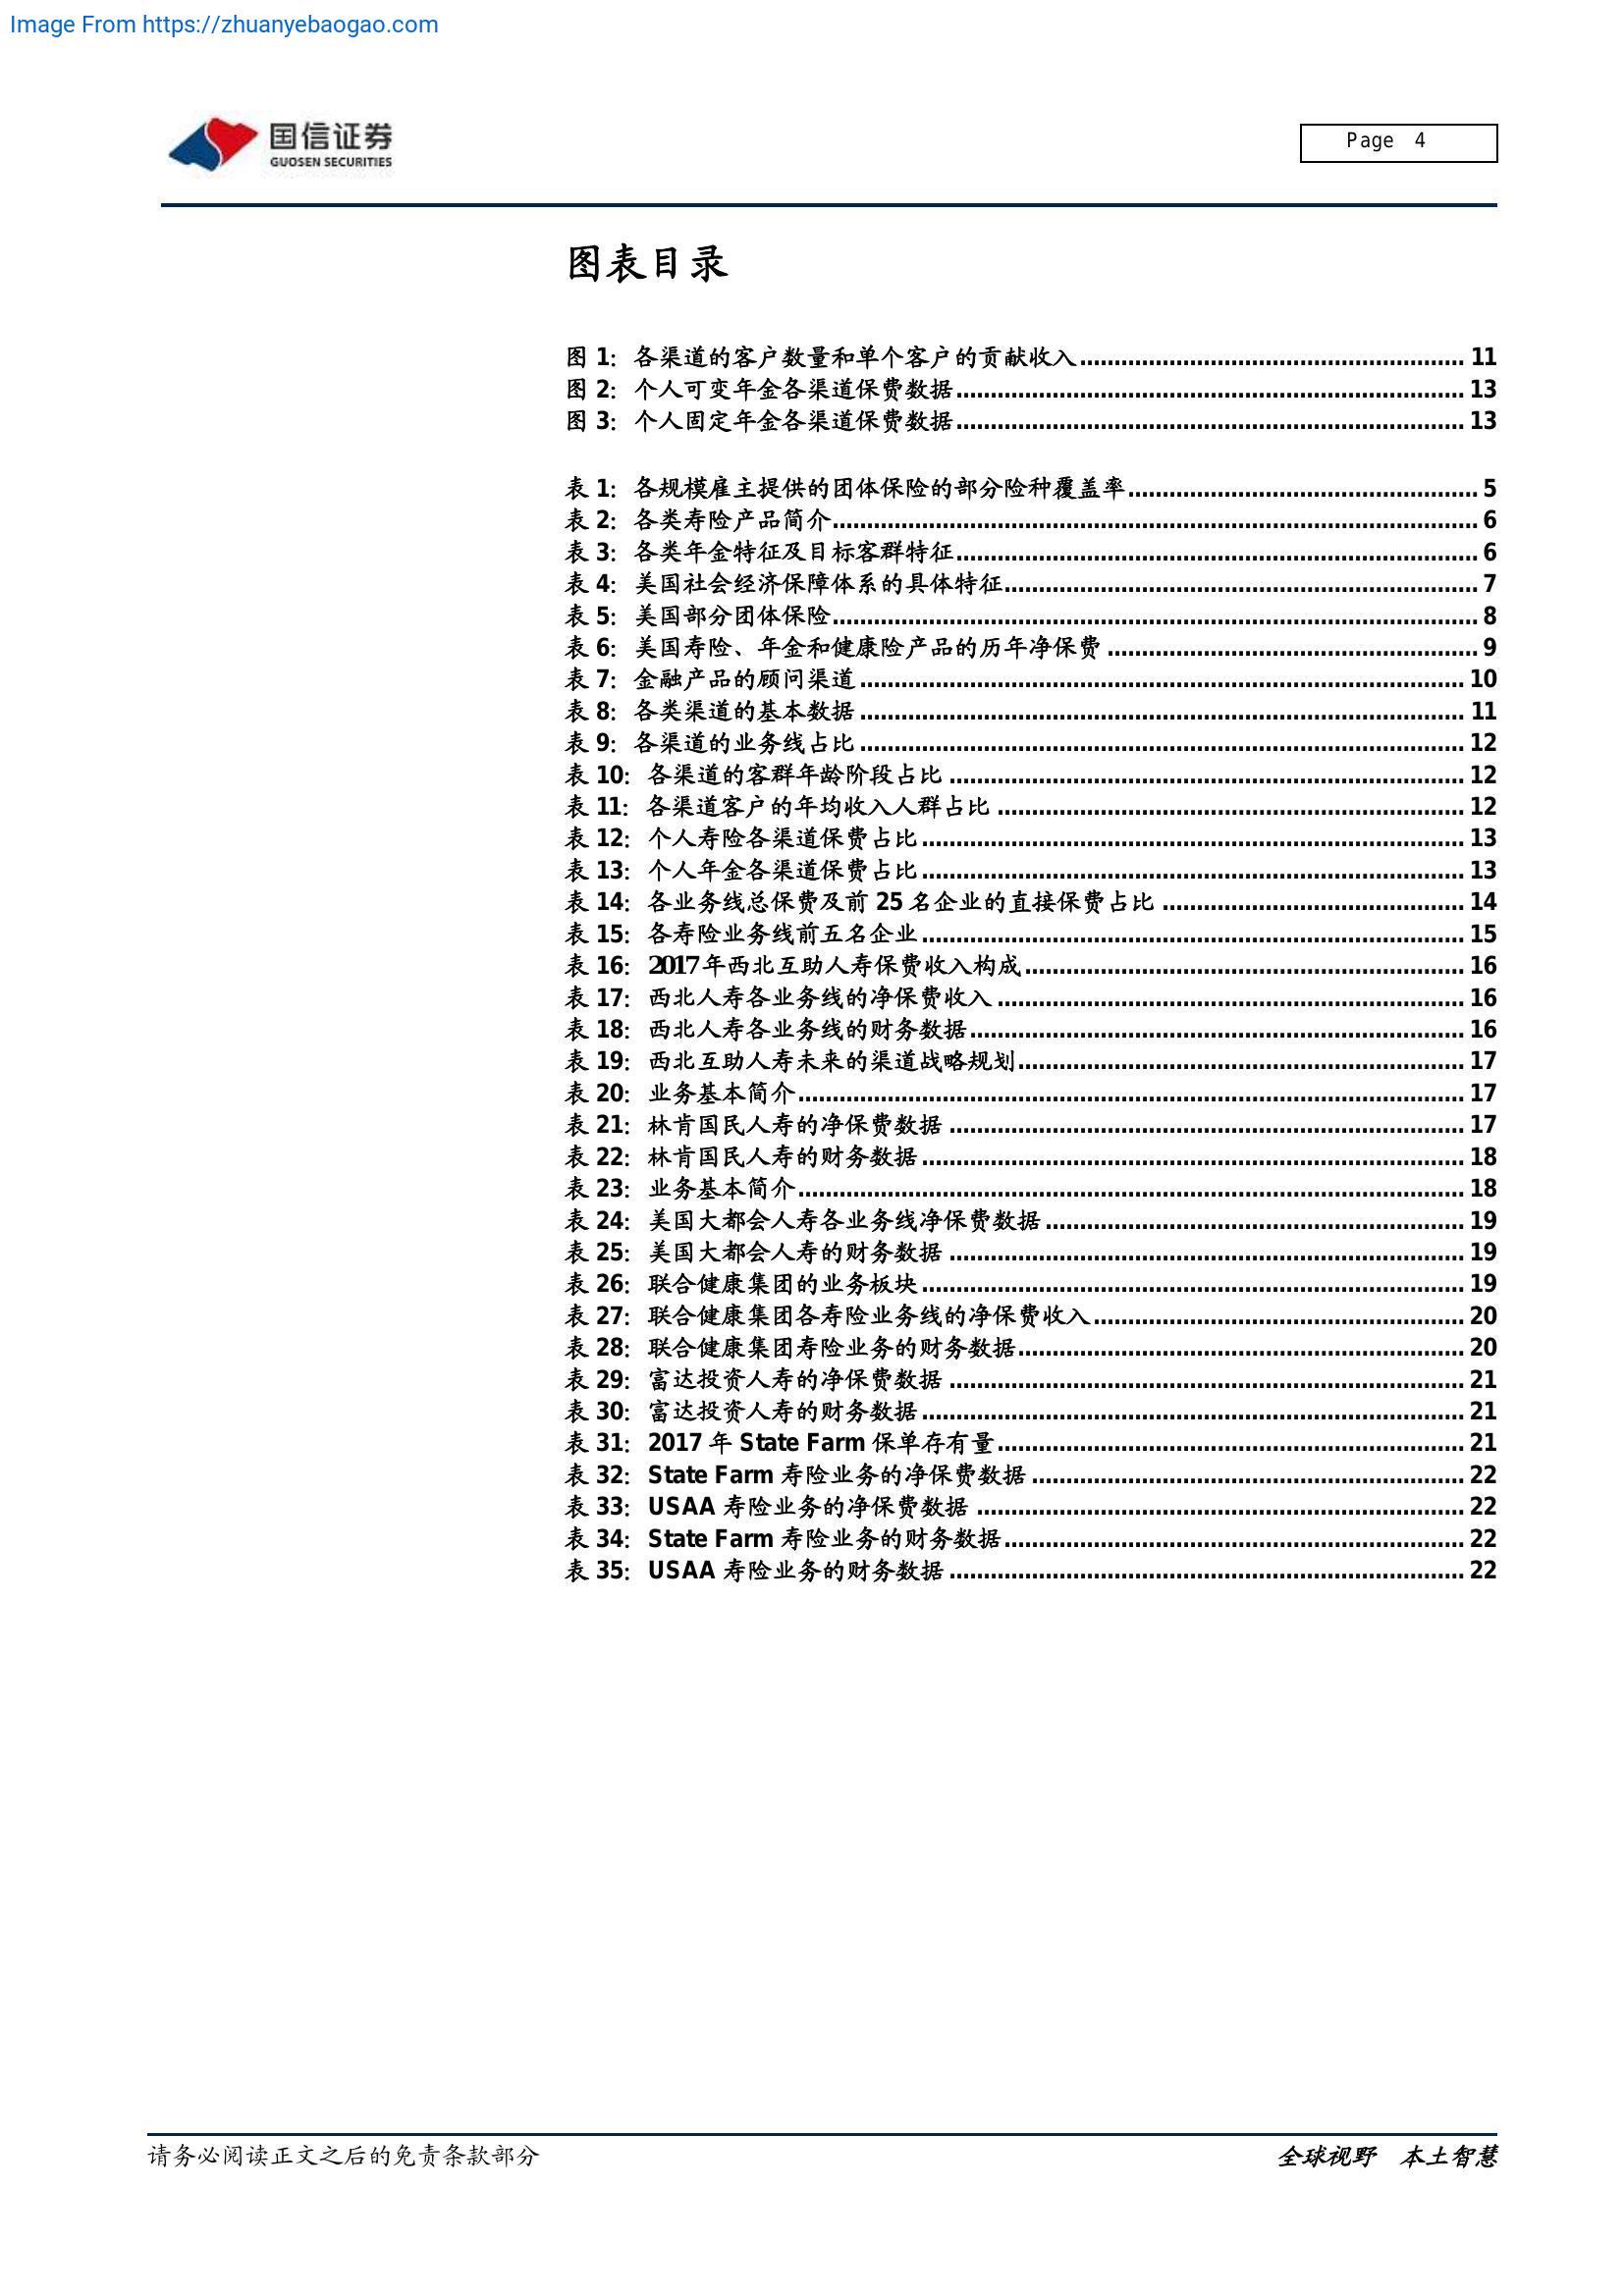 Image From https://zhuanyebaogao.com
国信证券
GUOSEN SECURITIES
Page 4
图表目录
图 1：各渠道的客户数量和单个客户的贡献收入 11
图 2：个人可变年金各渠道保费数据 13
图 3：个人固定年金各渠道保费数据 13
表 1：各规模雇主提供的团体保险的部分险种覆盖率 5
表 2：各类寿险产品简介 6
表 3：各类年金特征及目标客群特征 6
表 4：美国社会经济保障体系的具体特征 7
表 5：美国部分团体保险 8
表 6：美国寿险、年金和健康险产品的历年净保费 9
表 7：金融产品的顾问渠道 10
表 8：各类渠道的基本数据 11
表 9：各渠道的业务线占比 12
表 10：各渠道的客群年龄阶段占比 12
表 11：各渠道客户的年均收入人群占比 12
表 12：个人寿险各渠道保费占比 13
表 13：个人年金各渠道保费占比 13
表 14：各业务线总保费及前 25 名企业的直接保费占比 14
表 15：各寿险业务线前五名企业 15
表 16：2017年西北互助人寿保费收入构成 16
表 17：西北人寿各业务线的净保费收入 16
表 18：西北人寿各业务线的财务数据 16
表 19：西北互助人寿未来的渠道战略规划 17
表 20：业务基本简介 17
表 21：林肯国民人寿的净保费数据 17
表 22：林肯国民人寿的财务数据 18
表 23：业务基本简介 18
表 24：美国大都会人寿各业务线净保费数据 19
表 25：美国大都会人寿的财务数据 19
表 26：联合健康集团的业务板块 19
表 27：联合健康集团各寿险业务线的净保费收入 20
表 28：联合健康集团寿险业务的财务数据 20
表 29：富达投资人寿的净保费数据 21
表 30：富达投资人寿的财务数据 21
表 31：2017 年 State Farm 保单存有量 21
表 32：State Farm 寿险业务的净保费数据 22
表 33：USAA 寿险业务的净保费数据 22
表 34：State Farm 寿险业务的财务数据 22
表 35：USAA 寿险业务的财务数据 22
请务必阅读正文之后的免责条款部分
全球视野 本土智慧